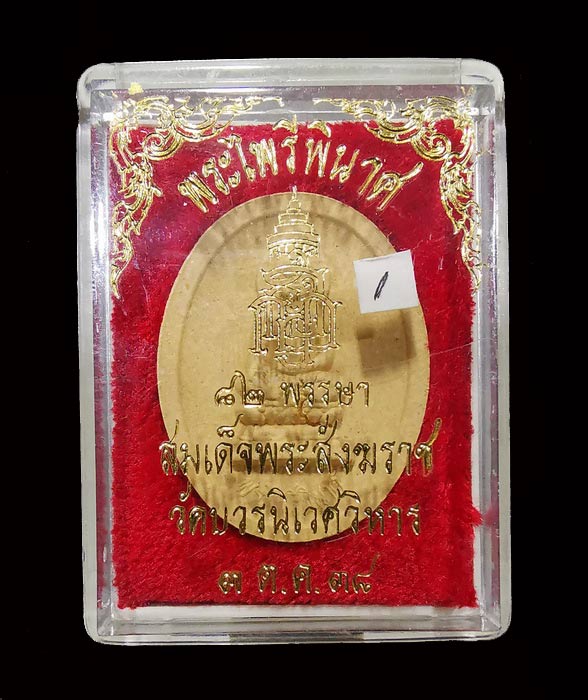 พระไพรีพินาศ
1
๘๒ พรรษา
สมเด็จพระสังฆราช
วัดบวรนิเวศวิหาร
๓ ต.ค. ๓๘